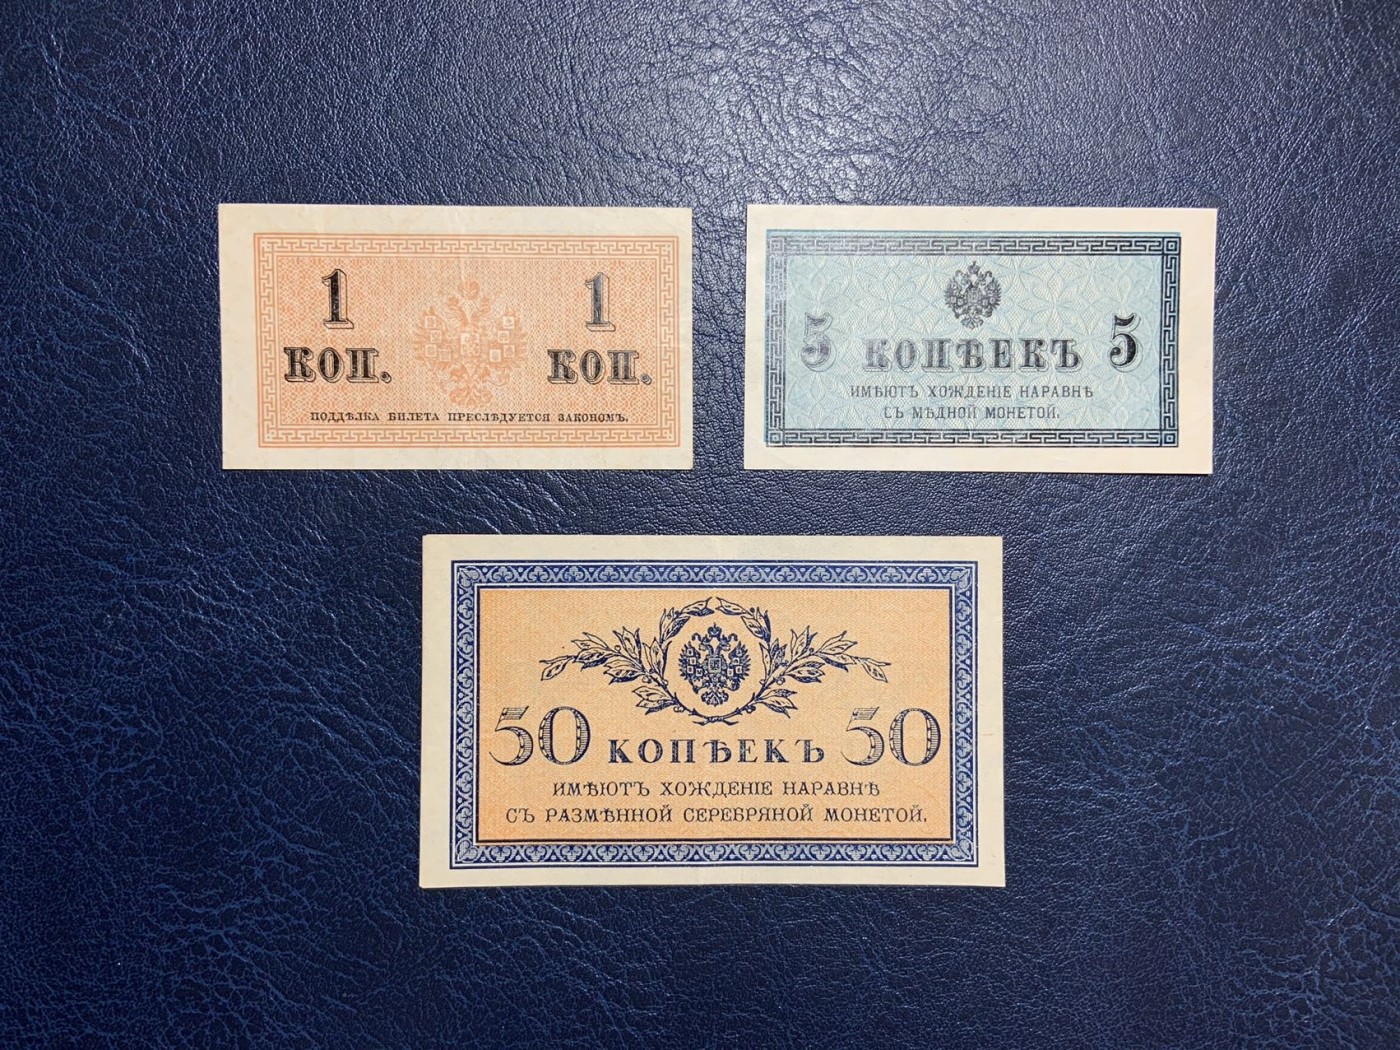 1 1
КОП. КОП.
ПОДДѢЛКА БИЛЕТА ПРЕСЛѢДУЕТСЯ ЗАКОНОМЪ.
5 КОПѢЕКЪ 5
ИМѢЮТЪ ХОЖДЕНІЕ НАРАВНѢ
СЪ МѢДНОЙ МОНЕТОЙ.
50 КОПѢЕКЪ 50
ИМѢЮТЪ ХОЖДЕНІЕ НАРАВНѢ
СЪ РАЗМѢННОЙ СЕРЕБРЯНОЙ МОНЕТОЙ.